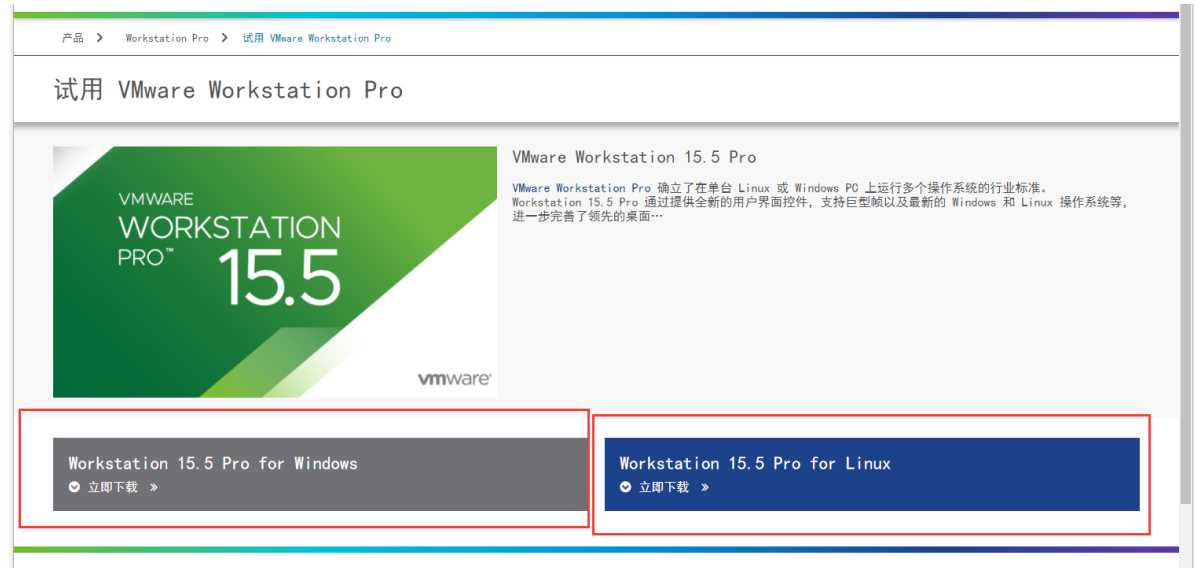 产品 > Workstation Pro > 试用 VMware Workstation Pro
试用 VMware Workstation Pro
VMWARE
WORKSTATION
PRO™
15.5
vmware
VMware Workstation 15.5 Pro
VMware Workstation Pro 确立了在单台 Linux 或 Windows PC 上运行多个操作系统的行业标准。
Workstation 15.5 Pro 通过提供全新的用户界面控件，支持巨型帧以及最新的 Windows 和 Linux 操作系统等，
进一步完善了领先的桌面…
Workstation 15.5 Pro for Windows
立即下载 »
Workstation 15.5 Pro for Linux
立即下载 »